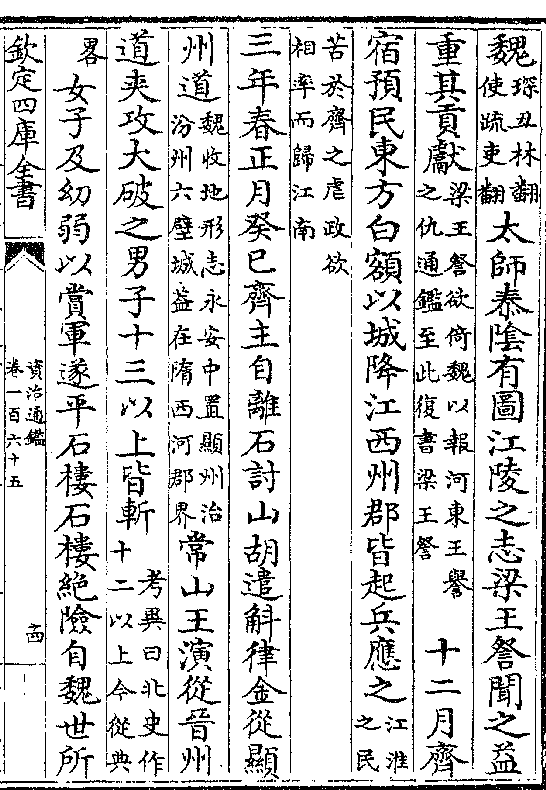 魏琛丑林翻使疏吏翻太師泰陰有圖江陵之志梁王詧聞之益
重其貢獻梁王詧欲倚魏以報河東王譽之仇通鑑至此復書梁王詧十二月齊
宿預民東方白額以城降江西州郡皆起兵應之江淮之民
苦於齊之虐政欲相率而歸江南
三年春正月癸巳齊主自離石討山胡遣斛律金從顯
州道魏收地形志永安中置顯州治汾州六壁城葢在隋西河郡界常山王演從晉州
道夾攻大破之男子十三以上皆斬考異曰北史作十二以上今從典
畧女子及幼弱以賞軍遂平石樓石樓絶險自魏世所
欽定四庫全書
資治通鑑
卷一百六十五